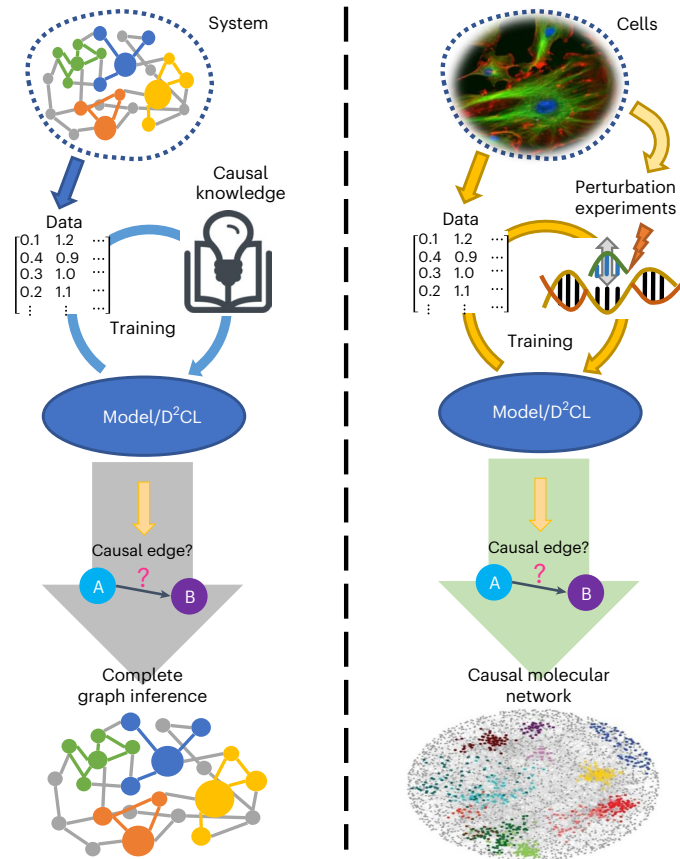 System
Causal
knowledge
Data
0.1 1.2 ...
0.4 0.9 ...
0.3 1.0 ...
0.2 1.1 ...
⋮ ⋮ ...
Training
Model/D²CL
Causal edge?
?
A
B
Complete
graph inference
Cells
Perturbation
experiments
Data
0.1 1.2 ...
0.4 0.9 ...
0.3 1.0 ...
0.2 1.1 ...
⋮ ⋮ ...
Training
Model/D²CL
Causal edge?
?
A
B
Causal molecular
network